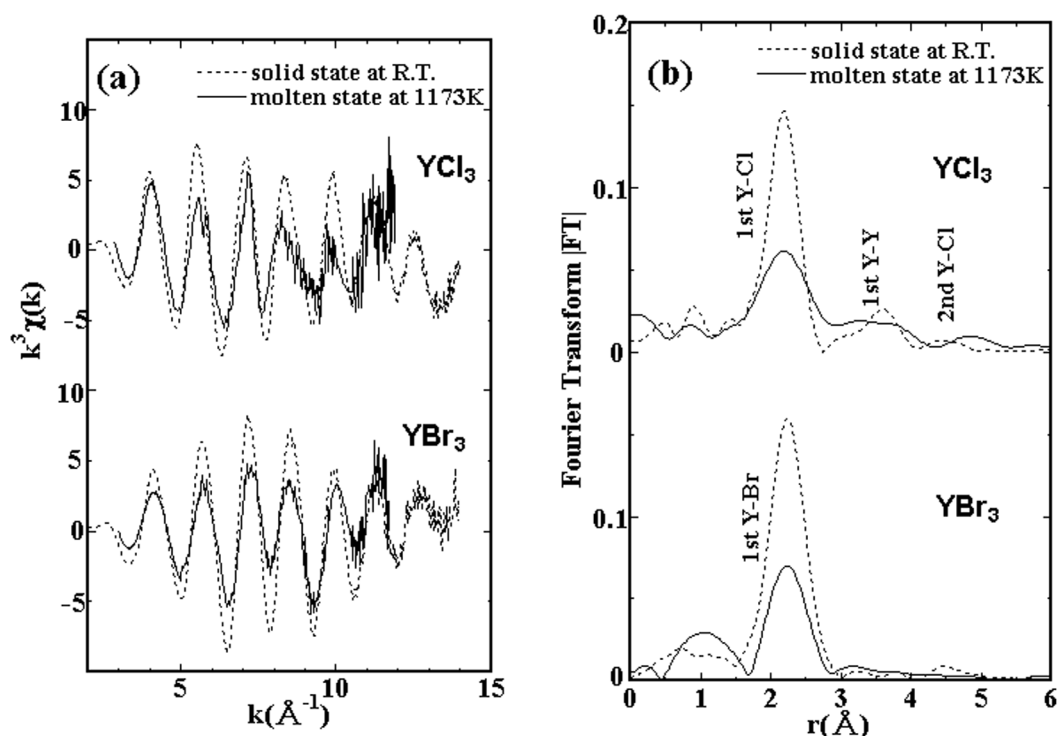 (a)
solid state at R.T.
molten state at 1173K
YCl3
YBr3
10
5
0
-5
10
5
0
-5
k3χ(k)
5
10
15
k(Å-1)
(b)
solid state at R.T.
molten state at 1173K
YCl3
YBr3
1st Y-Cl
1st Y-Y
2nd Y-Cl
1st Y-Br
0.2
0.1
0
0.1
0
Fourier Transform |FT|
0
1
2
3
4
5
6
r(Å)